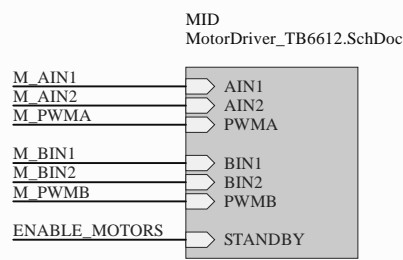 MID
MotorDriver_TB6612.SchDoc
M_AIN1 AIN1
M_AIN2 AIN2
M_PWMA PWMA
M_BIN1 BIN1
M_BIN2 BIN2
M_PWMB PWMB
ENABLE_MOTORS STANDBY